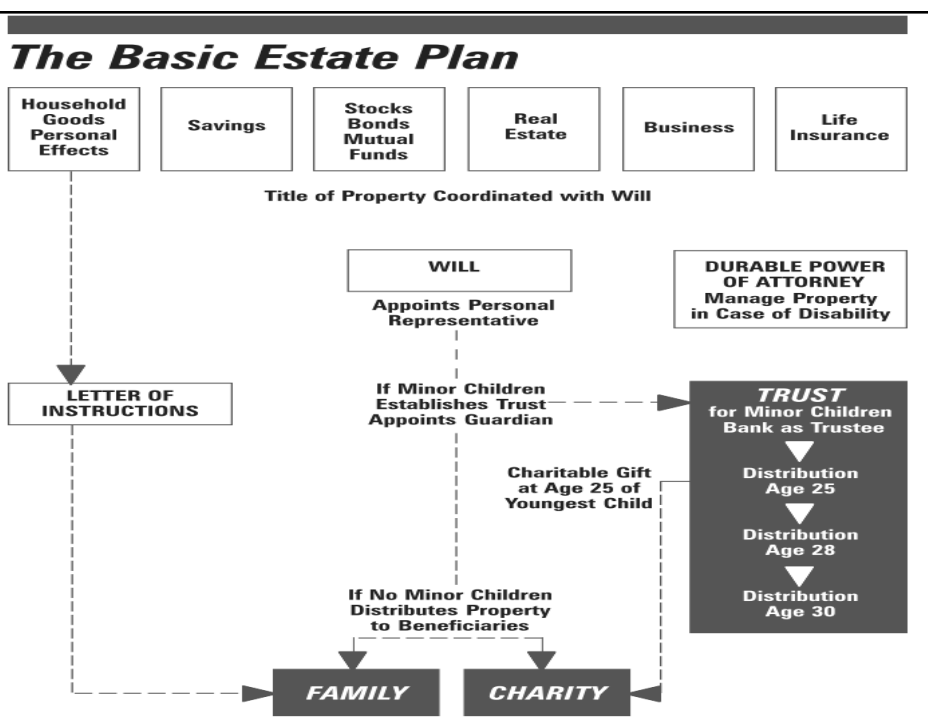 The Basic Estate Plan
Household
Goods
Personal
Effects
Savings
Stocks
Bonds
Mutual
Funds
Real
Estate
Business
Life
Insurance
Title of Property Coordinated with Will
WILL
Appoints Personal
Representative
DURABLE POWER
OF ATTORNEY
Manage Property
in Case of Disability
LETTER OF
INSTRUCTIONS
If Minor Children
Establishes Trust
Appoints Guardian
TRUST
for Minor Children
Bank as Trustee
Distribution
Age 25
Distribution
Age 28
Distribution
Age 30
Charitable Gift
at Age 25 of
Youngest Child
If No Minor Children
Distributes Property
to Beneficiaries
FAMILY
CHARITY